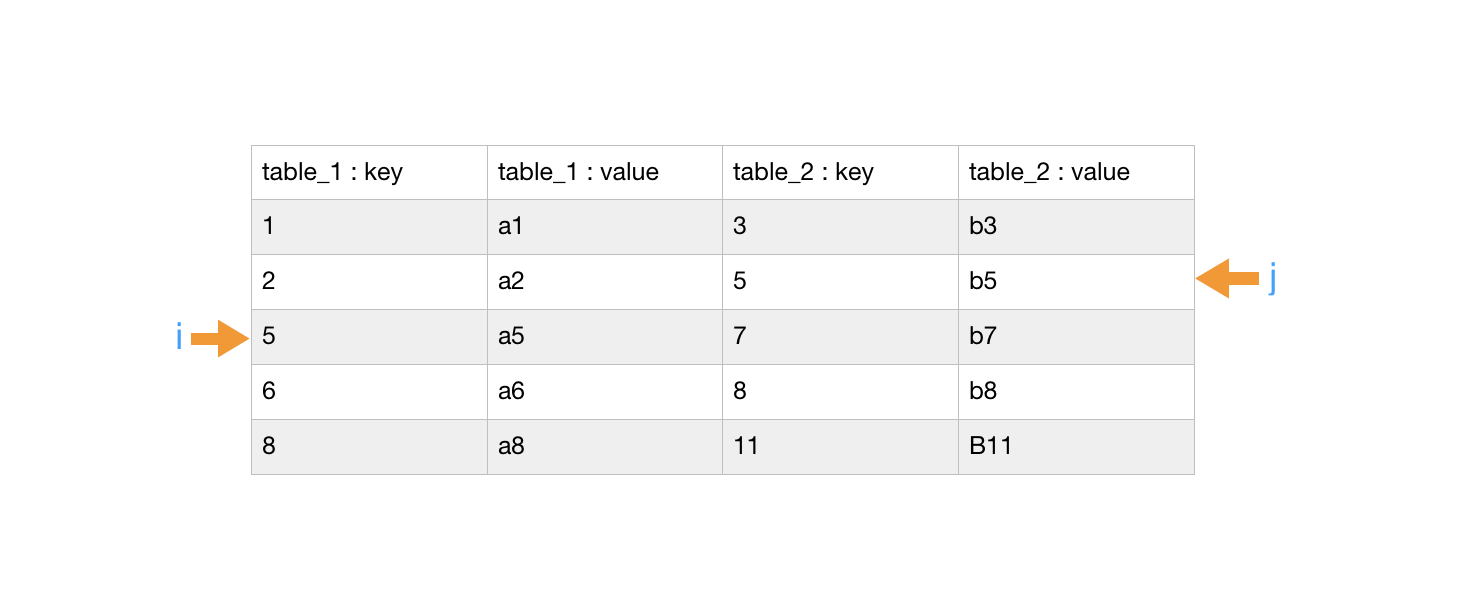 table_1 : key table_1 : value table_2 : key table_2 : value
1 a1 3 b3
2 a2 5 b5 j
i 5 a5 7 b7
6 a6 8 b8
8 a8 11 B11